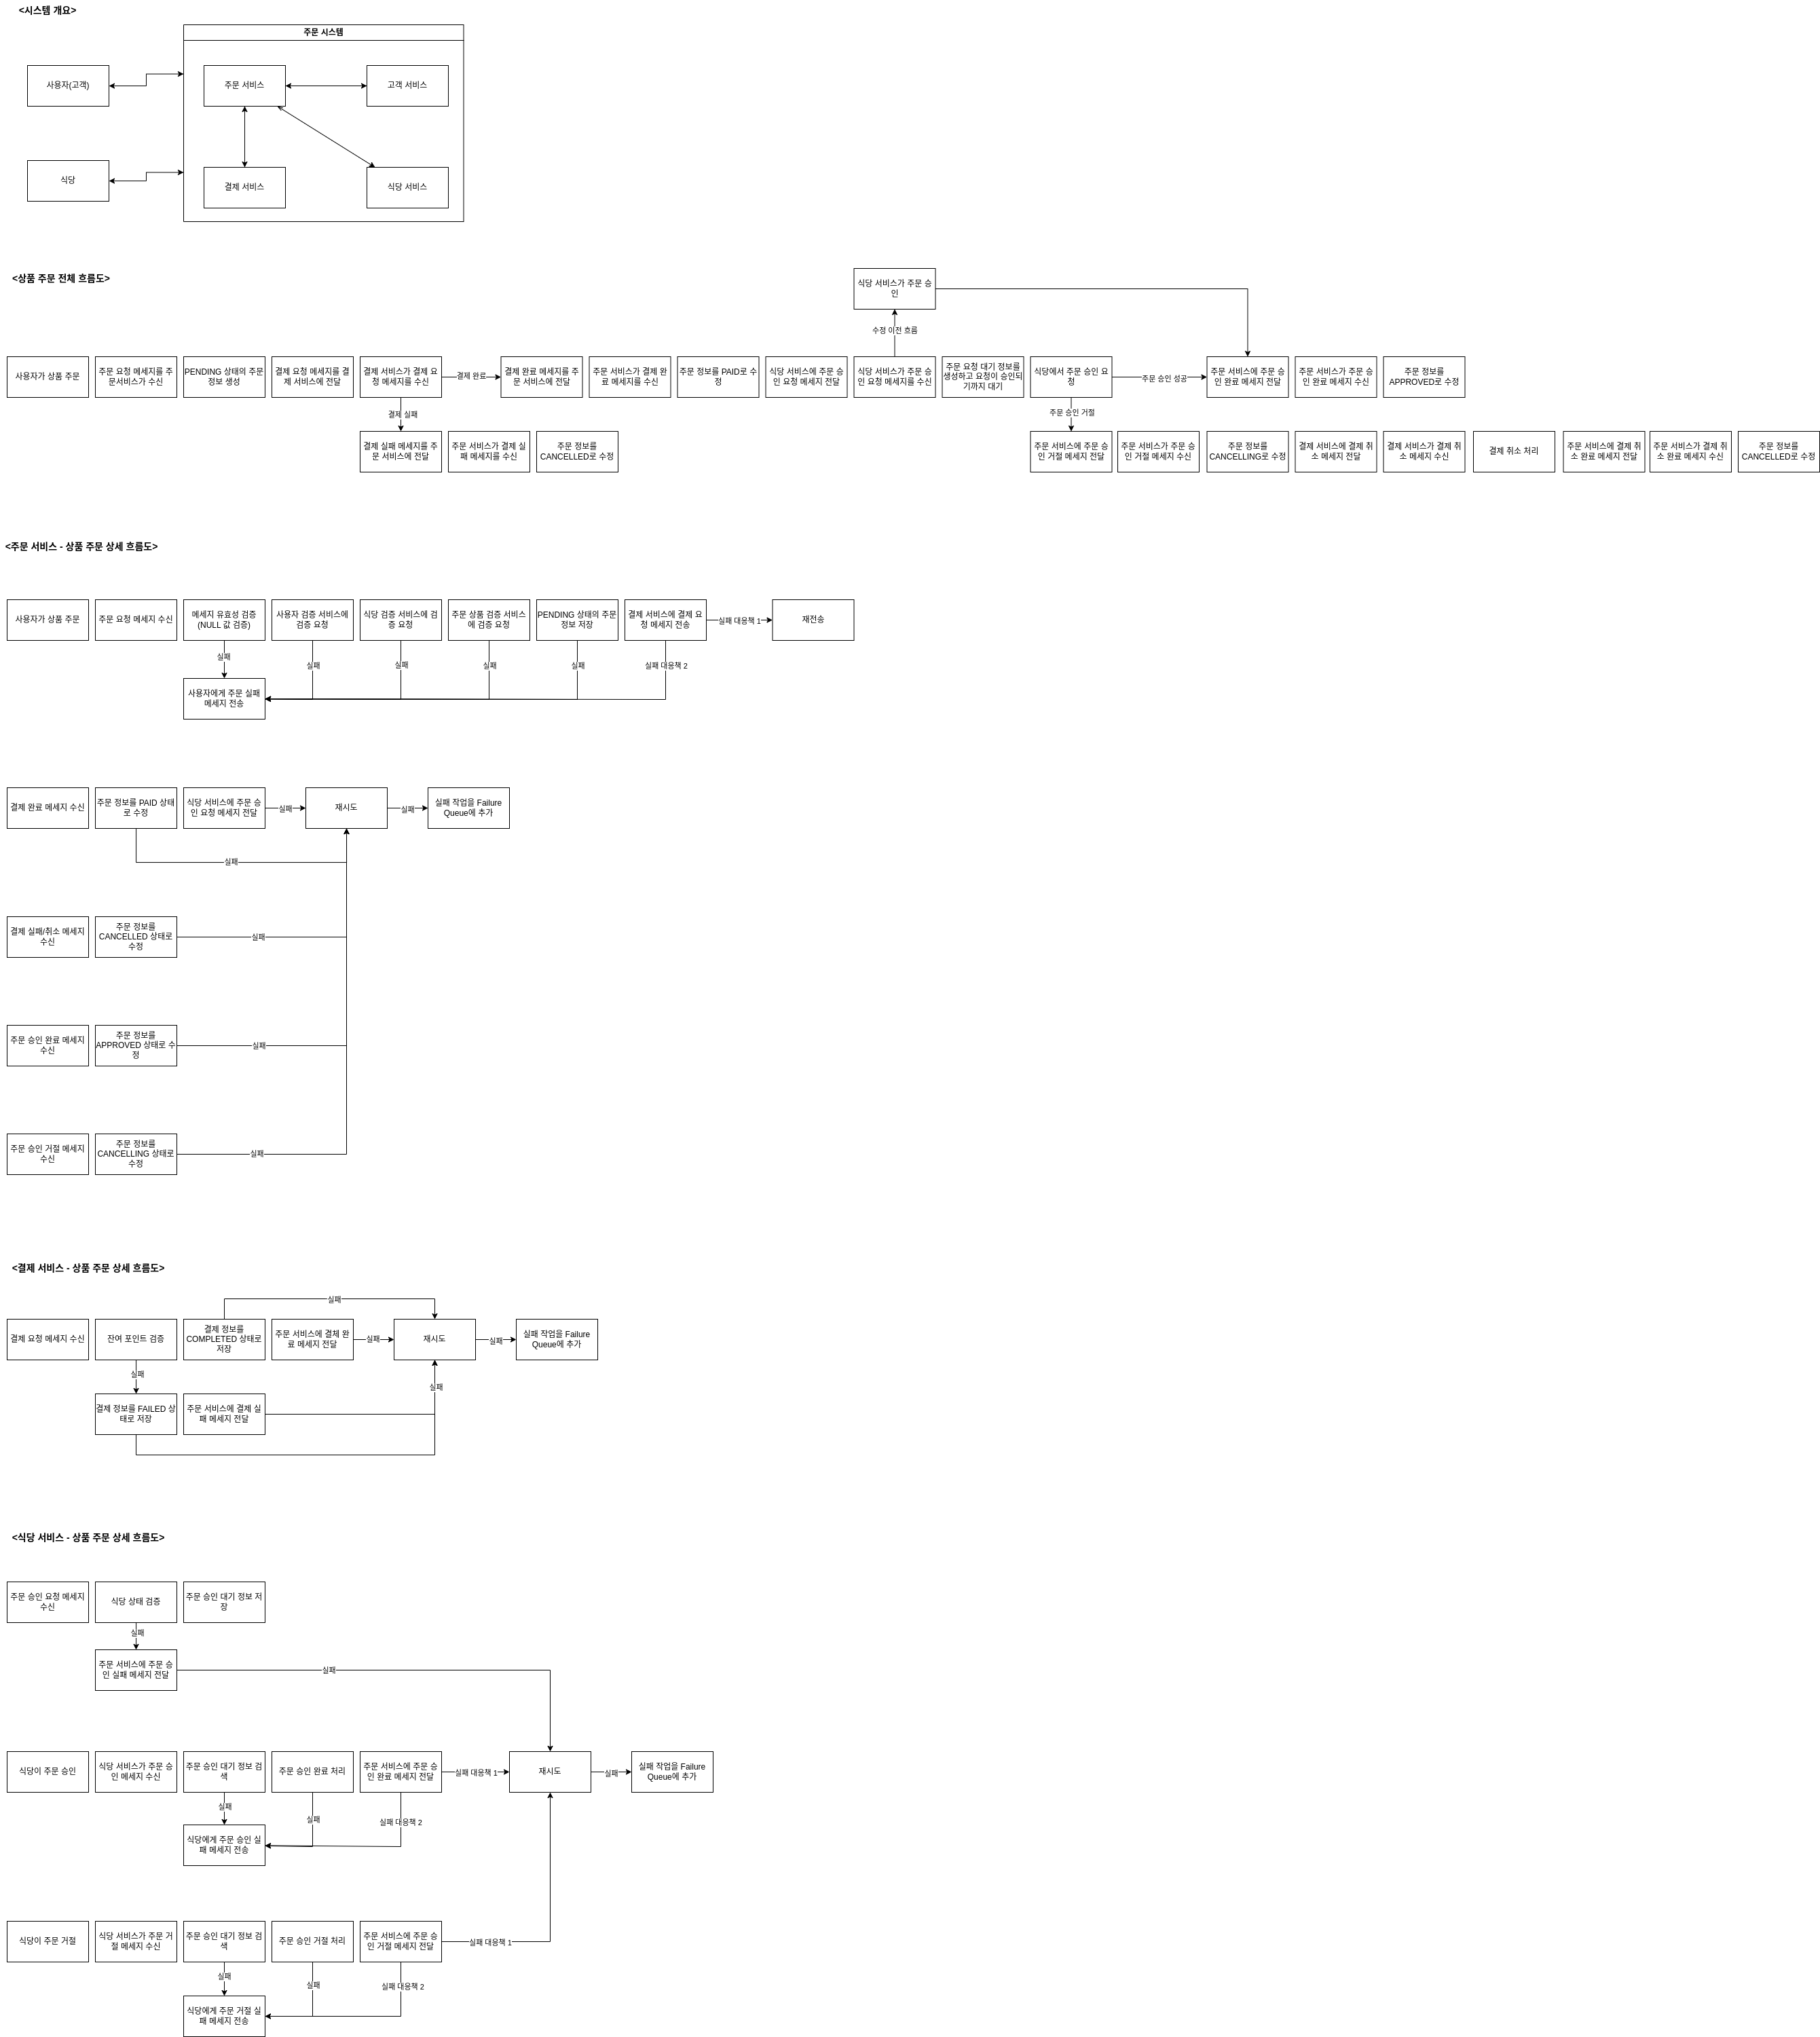 <시스템 개요>
주문 시스템
사용자(고객)
주문 서비스
고객 서비스
식당
결제 서비스
식당 서비스
<상품 주문 전체 흐름도>
식당 서비스가 주문 승
인
수정 이전 흐름
사용자가 상품 주문
주문 요청 메세지를 주
문서비스가 수신
PENDING 상태의 주문
정보 생성
결제 요청 메세지를 결
제 서비스에 전달
결제 서비스가 결제 요
청 메세지를 수신
결제 완료
결제 완료 메세지를 주
문 서비스에 전달
주문 서비스가 결제 완
료 메세지를 수신
주문 정보를 PAID로 수
정
식당 서비스에 주문 승
인 요청 메세지 전달
식당 서비스가 주문 승
인 요청 메세지를 수신
주문 요청 대기 정보를
생성하고 요청이 승인되
기까지 대기
식당에서 주문 승인 요
청
주문 승인 성공
주문 서비스에 주문 승
인 완료 메세지 전달
주문 서비스가 주문 승
인 완료 메세지 수신
주문 정보를
APPROVED로 수정
결제 실패
주문 승인 거절
결제 실패 메세지를 주
문 서비스에 전달
주문 서비스가 결제 실
패 메세지를 수신
주문 정보를
CANCELLED로 수정
주문 서비스에 주문 승
인 거절 메세지 전달
주문 서비스가 주문 승
인 거절 메세지 수신
주문 정보를
CANCELLING로 수정
결제 서비스에 결제 취
소 메세지 전달
결제 서비스가 결제 취
소 메세지 수신
결제 취소 처리
주문 서비스에 결제 취
소 완료 메세지 전달
주문 서비스가 결제 취
소 완료 메세지 수신
주문 정보를
CANCELLED로 수정
<주문 서비스 - 상품 주문 상세 흐름도>
사용자가 상품 주문
주문 요청 메세지 수신
메세지 유효성 검증
(NULL 값 검증)
사용자 검증 서비스에
검증 요청
식당 검증 서비스에 검
증 요청
주문 상품 검증 서비스
에 검증 요청
PENDING 상태의 주문
정보 저장
결제 서비스에 결제 요
청 메세지 전송
실패 대응책 1
재전송
실패
실패
실패
실패
실패
실패 대응책 2
사용자에게 주문 실패
메세지 전송
결제 완료 메세지 수신
주문 정보를 PAID 상태
로 수정
식당 서비스에 주문 승
인 요청 메세지 전달
실패
재시도
실패
실패 작업을 Failure
Queue에 추가
실패
결제 실패/취소 메세지
수신
주문 정보를
CANCELLED 상태로
수정
실패
주문 승인 완료 메세지
수신
주문 정보를
APPROVED 상태로 수
정
실패
주문 승인 거절 메세지
수신
주문 정보를
CANCELLING 상태로
수정
실패
<결제 서비스 - 상품 주문 상세 흐름도>
실패
결제 요청 메세지 수신
잔여 포인트 검증
결제 정보를
COMPLETED 상태로
저장
주문 서비스에 결체 완
료 메세지 전달
실패
재시도
실패
실패 작업을 Failure
Queue에 추가
실패
실패
결제 정보를 FAILED 상
태로 저장
주문 서비스에 결제 실
패 메세지 전달
<식당 서비스 - 상품 주문 상세 흐름도>
주문 승인 요청 메세지
수신
식당 상태 검증
주문 승인 대기 정보 저
장
실패
주문 서비스에 주문 승
인 실패 메세지 전달
실패
식당이 주문 승인
식당 서비스가 주문 승
인 메세지 수신
주문 승인 대기 정보 검
색
주문 승인 완료 처리
주문 서비스에 주문 승
인 완료 메세지 전달
실패 대응책 1
재시도
실패
실패 작업을 Failure
Queue에 추가
실패
실패
실패 대응책 2
식당에게 주문 승인 실
패 메세지 전송
식당이 주문 거절
식당 서비스가 주문 거
절 메세지 수신
주문 승인 대기 정보 검
색
주문 승인 거절 처리
주문 서비스에 주문 승
인 거절 메세지 전달
실패 대응책 1
실패
실패
실패 대응책 2
식당에게 주문 거절 실
패 메세지 전송